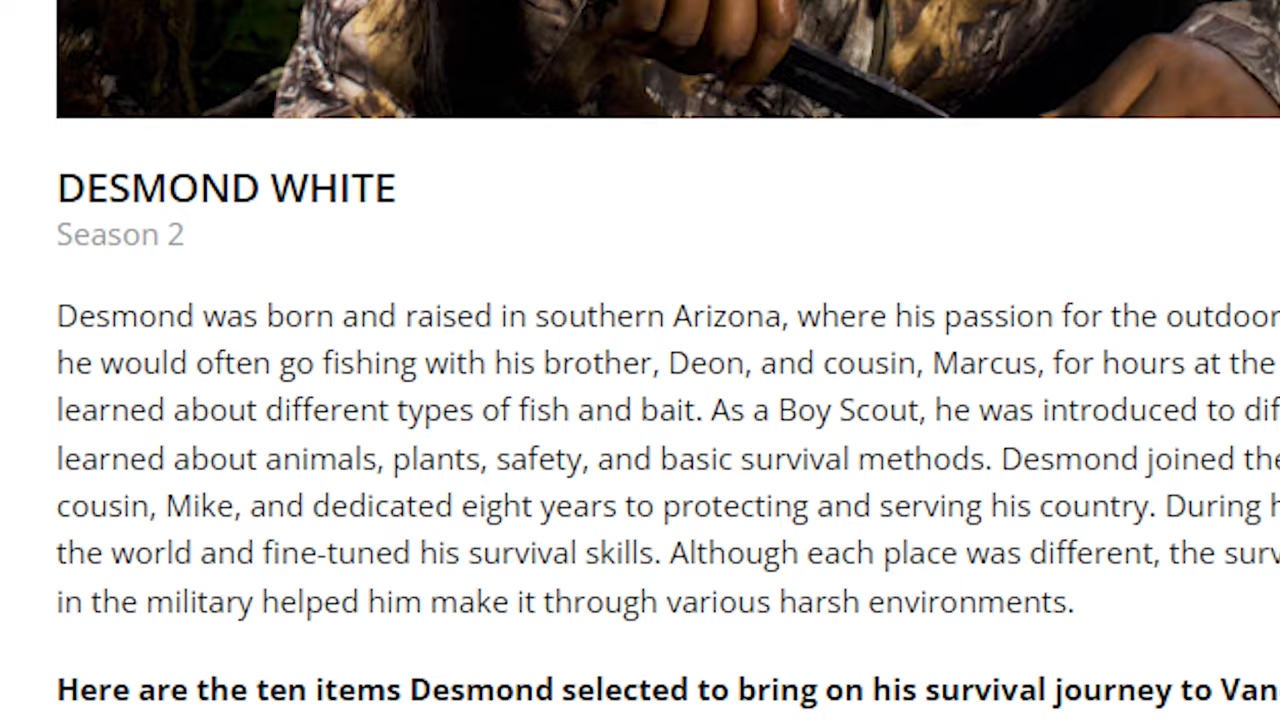 DESMOND WHITE
Season 2
Desmond was born and raised in southern Arizona, where his passion for the outdoor
he would often go fishing with his brother, Deon, and cousin, Marcus, for hours at the
learned about different types of fish and bait. As a Boy Scout, he was introduced to dif
learned about animals, plants, safety, and basic survival methods. Desmond joined the
cousin, Mike, and dedicated eight years to protecting and serving his country. During h
the world and fine-tuned his survival skills. Although each place was different, the surv
in the military helped him make it through various harsh environments.
Here are the ten items Desmond selected to bring on his survival journey to Van